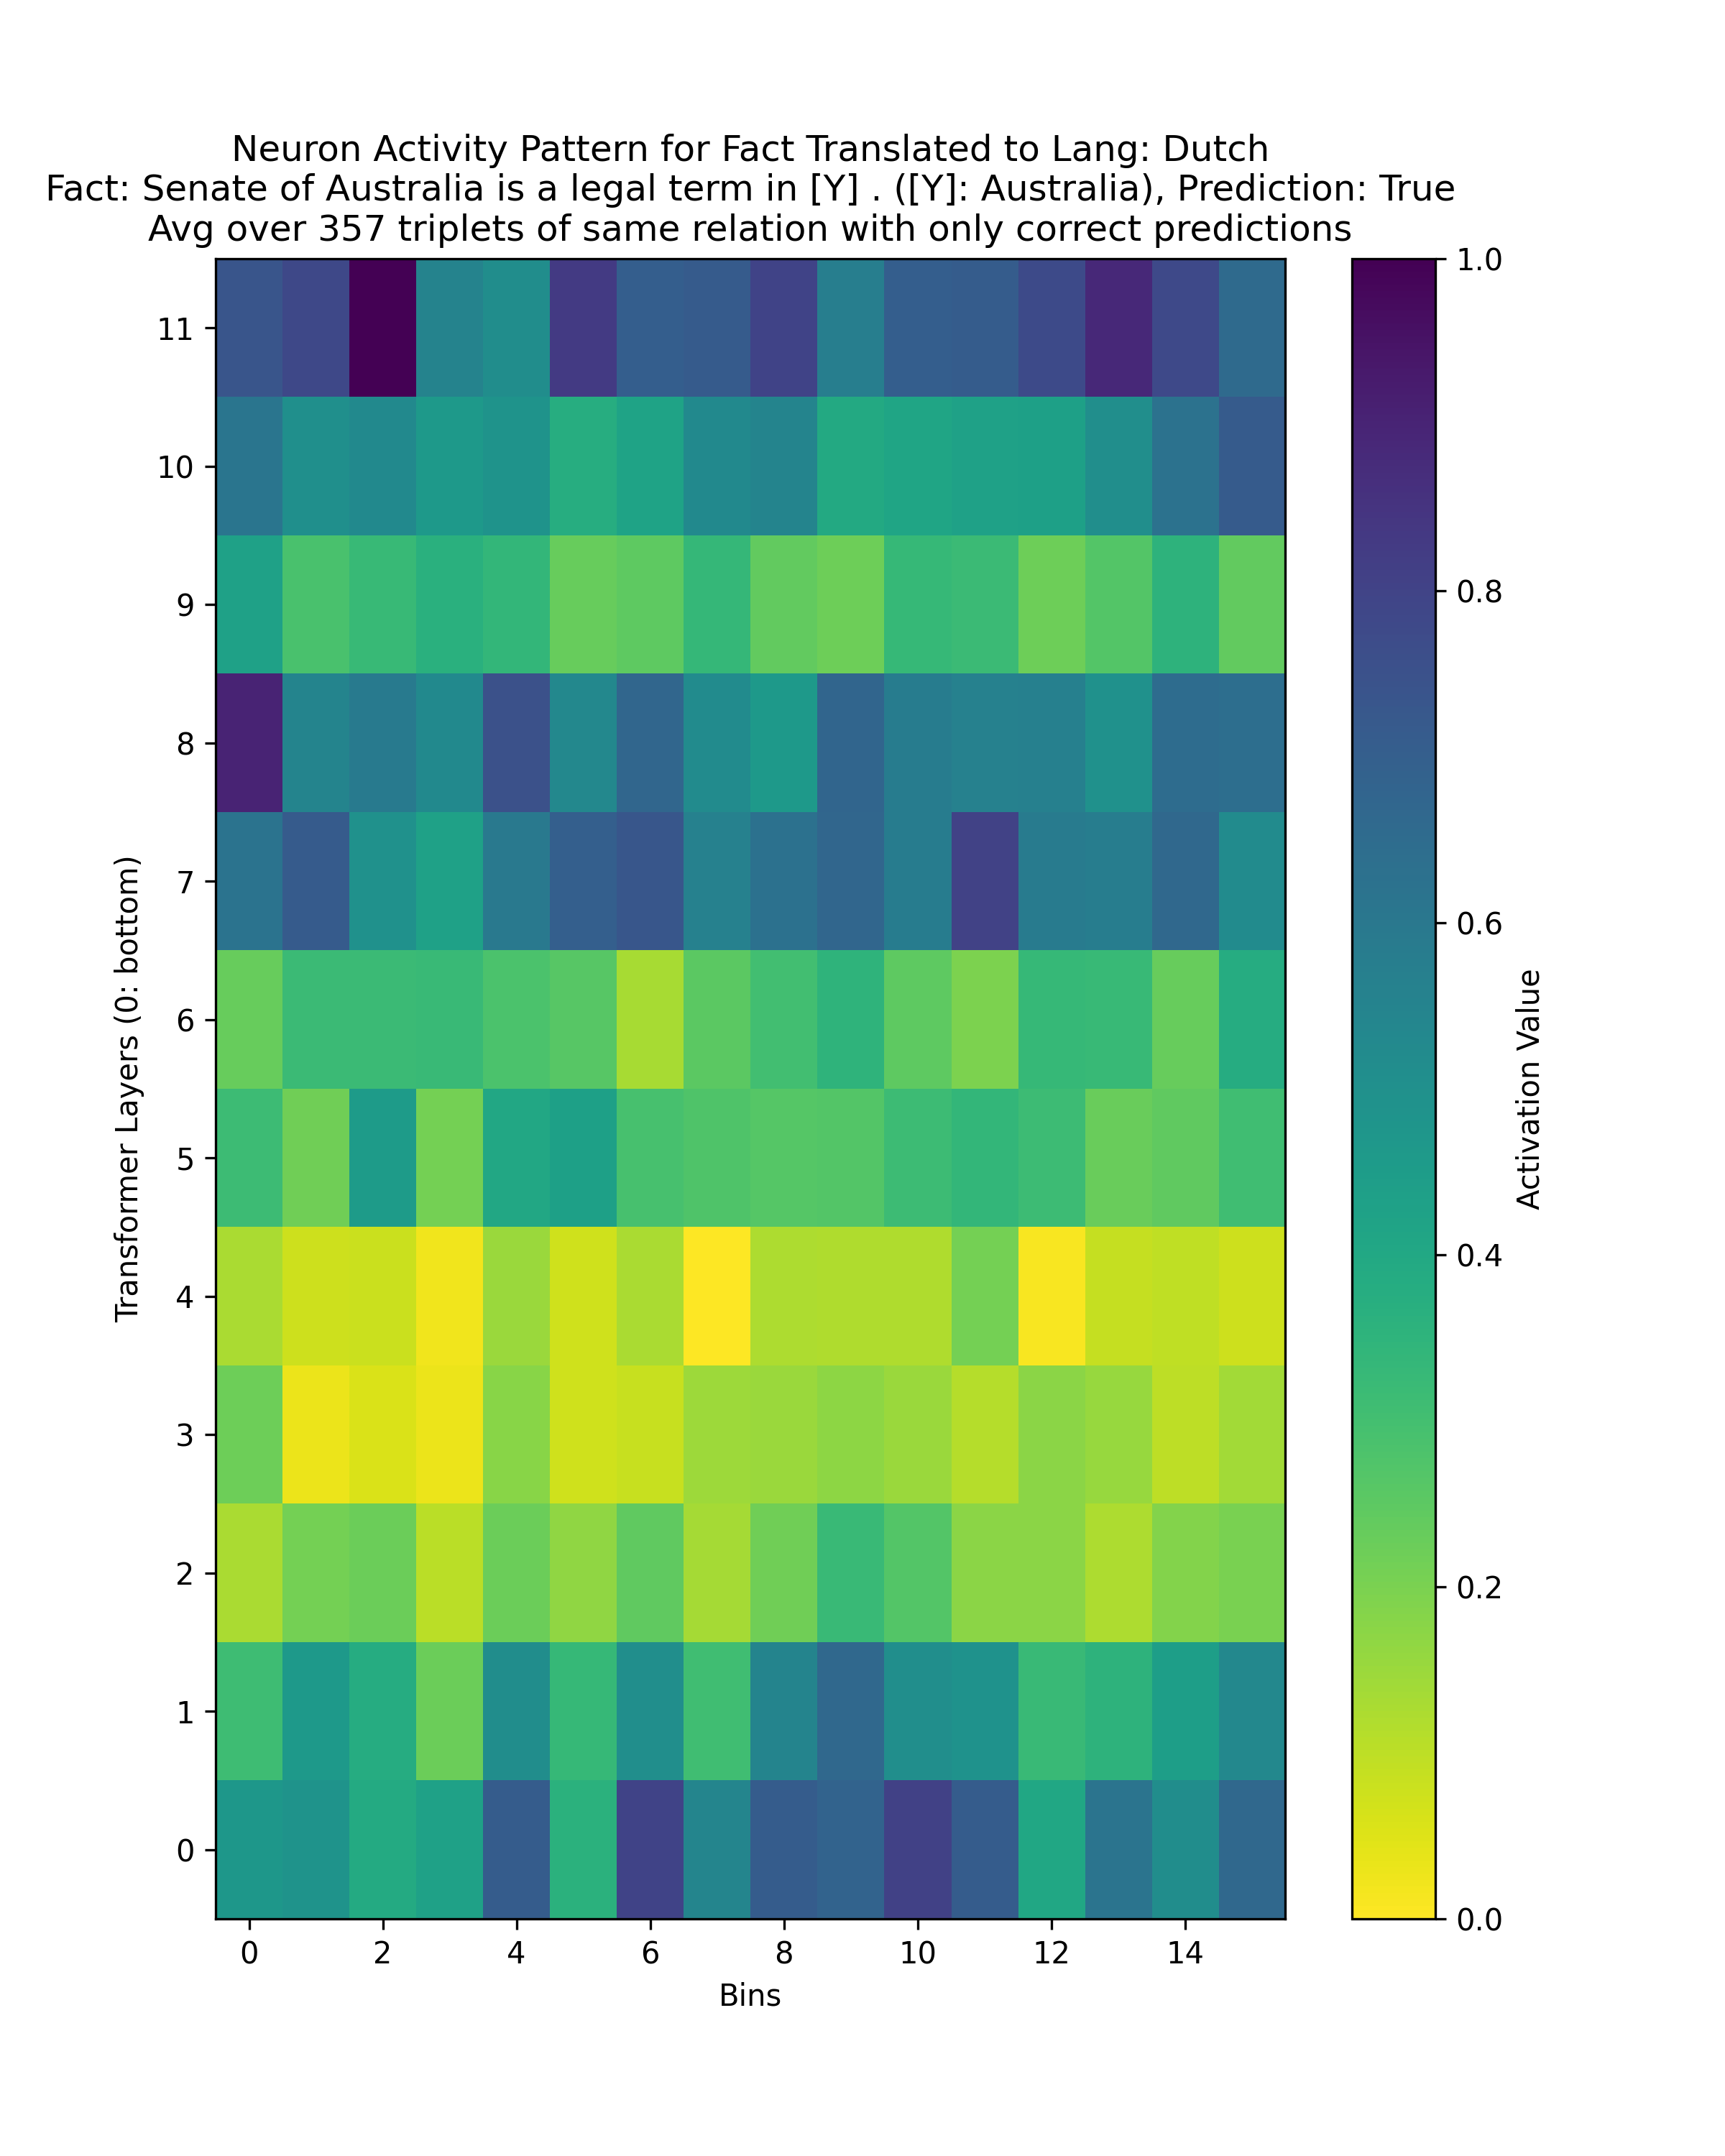 Neuron Activity Pattern for Fact Translated to Lang: Dutch
Fact: Senate of Australia is a legal term in [Y] . ([Y]: Australia), Prediction: True
Avg over 357 triplets of same relation with only correct predictions
Transformer Layers (0: bottom)
11
10
9
8
7
6
5
4
3
2
1
0
0 2 4 6 8 10 12 14
Bins
1.0
0.8
0.6
0.4
0.2
0.0
Activation Value